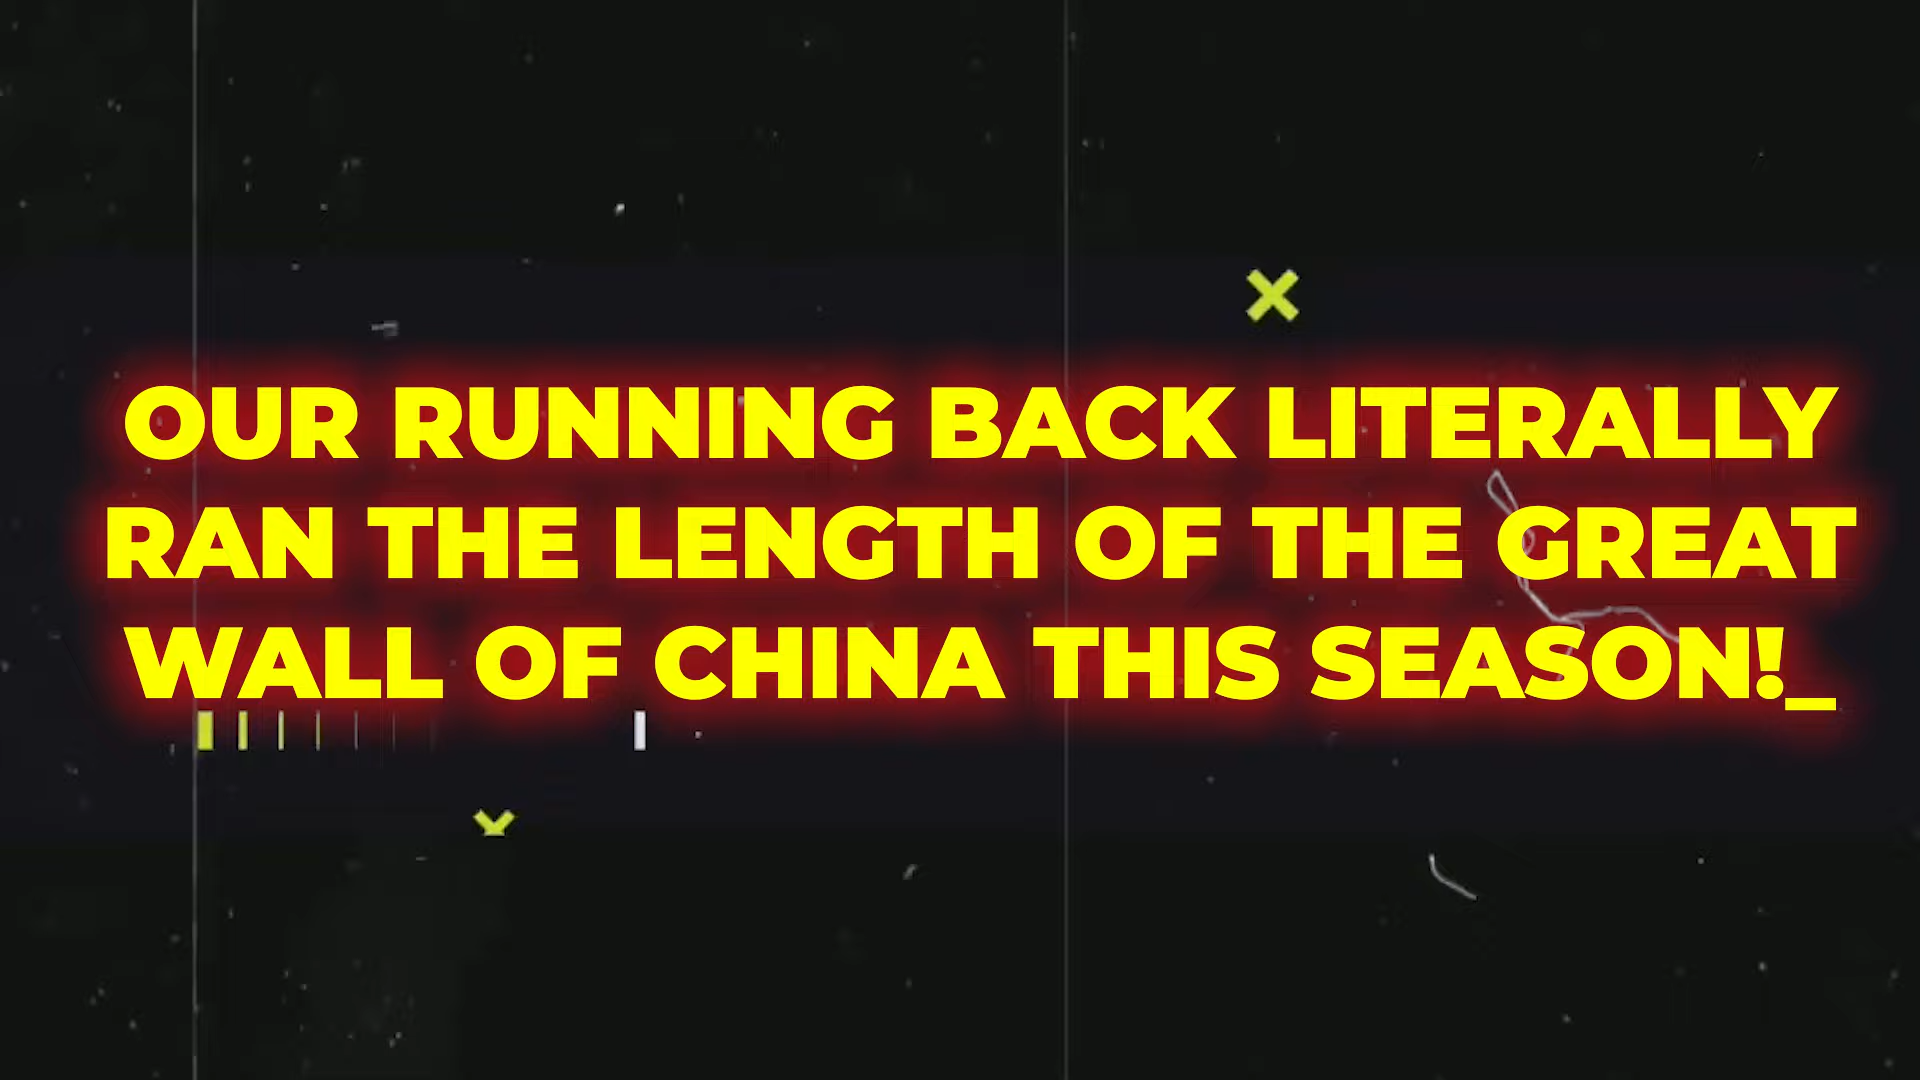 OUR RUNNING BACK LITERALLY
RAN THE LENGTH OF THE GREAT
WALL OF CHINA THIS SEASON!_